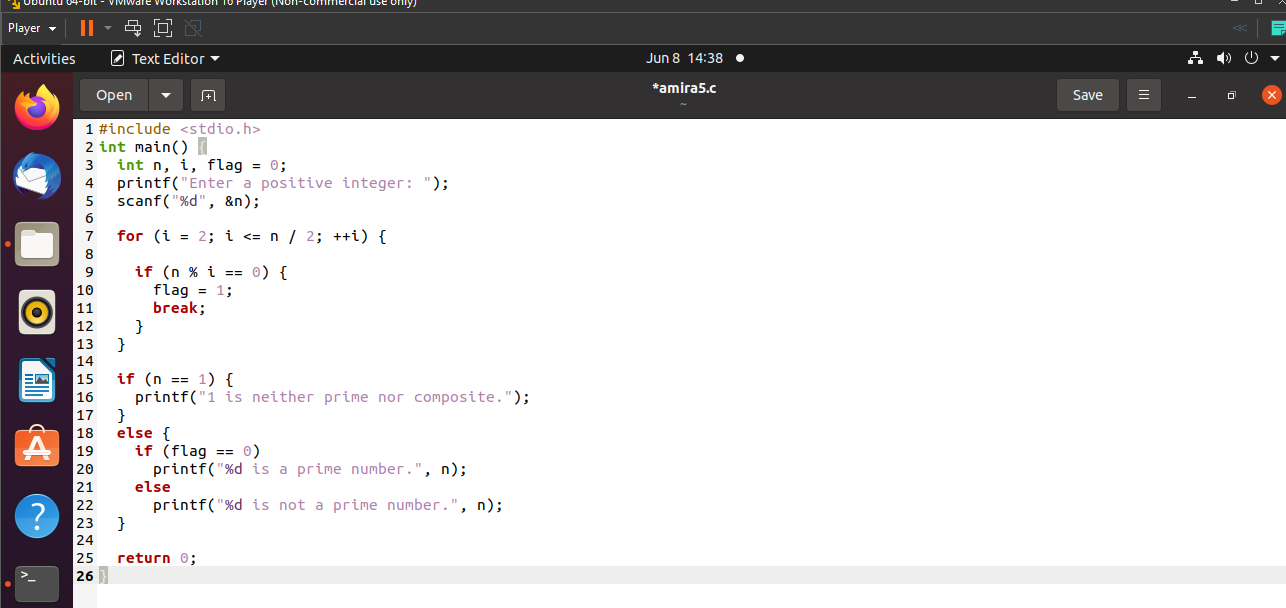 Ubuntu 64-bit - VMware Workstation 16 Player (Non-commercial use only)
Player
Activities
Text Editor
Jun 8 14:38
Open
*amira5.c
~
Save
1 #include <stdio.h>
2 int main() {
3   int n, i, flag = 0;
4   printf("Enter a positive integer: ");
5   scanf("%d", &n);
6
7   for (i = 2; i <= n / 2; ++i) {
8
9     if (n % i == 0) {
10       flag = 1;
11       break;
12     }
13   }
14
15   if (n == 1) {
16     printf("1 is neither prime nor composite.");
17   }
18   else {
19     if (flag == 0)
20       printf("%d is a prime number.", n);
21     else
22       printf("%d is not a prime number.", n);
23   }
24
25   return 0;
26 }